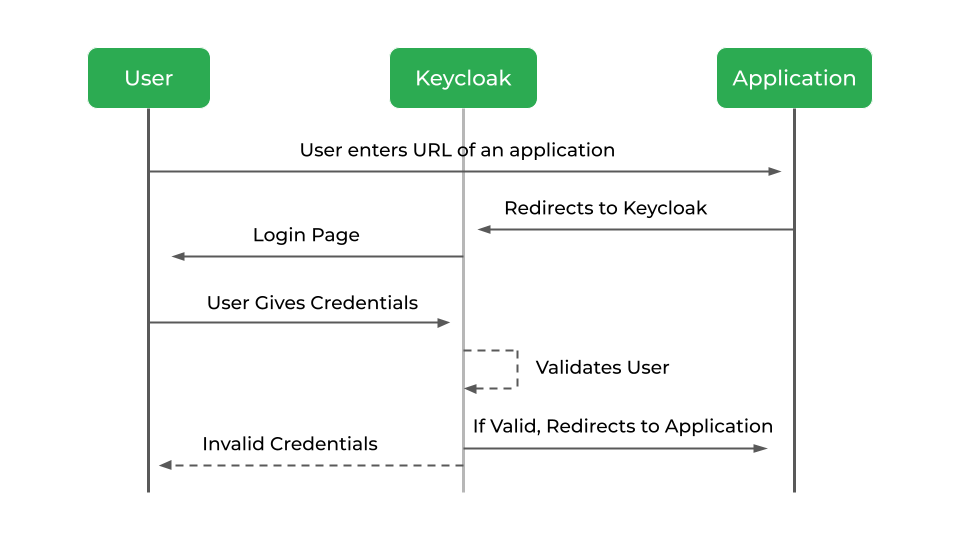 User
Keycloak
Application
User enters URL of an application
Redirects to Keycloak
Login Page
User Gives Credentials
Validates User
If Valid, Redirects to Application
Invalid Credentials